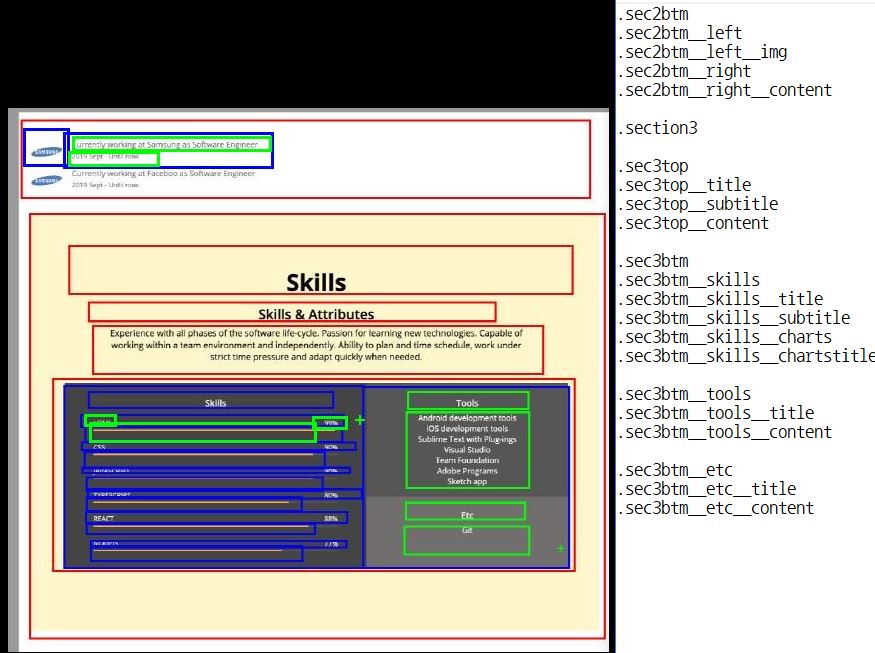 SAMSUNG
Currently working at Samsung as Software Engineer
2019 Sept - Until now
SAMSUNG
Currently working at Faceboo as Software Engineer
2019 Sept - Until now
Skills
Skills & Attributes
Experience with all phases of the software life-cycle. Passion for learning new technologies. Capable of
working within a team environment and independently. Ability to plan and time schedule, work under
strict time pressure and adapt quickly when needed.
Skills
99%
CSS
90%
JAVASCRIPT
90%
TYPESCRIPT
80%
REACT
88%
77%
Tools
Android development tools
iOS development tools
Sublime Text with Plug-ings
Visual Studio
Team Foundation
Adobe Programs
Sketch app
Etc
Git
.sec2btm
.sec2btm__left
.sec2btm__left__img
.sec2btm__right
.sec2btm__right__content
.section3
.sec3top
.sec3top__title
.sec3top__subtitle
.sec3top__content
.sec3btm
.sec3btm__skills
.sec3btm__skills__title
.sec3btm__skills__subtitle
.sec3btm__skills__charts
.sec3btm__skills__chartstitle
.sec3btm__tools
.sec3btm__tools__title
.sec3btm__tools__content
.sec3btm__etc
.sec3btm__etc__title
.sec3btm__etc__content